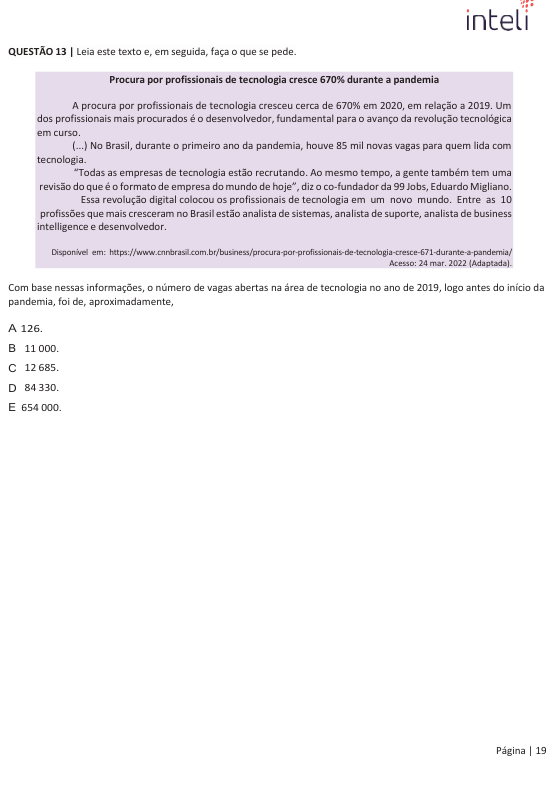 inteli
QUESTÃO 13 | Leia este texto e, em seguida, faça o que se pede.
Procura por profissionais de tecnologia cresce 670% durante a pandemia
A procura por profissionais de tecnologia cresceu cerca de 670% em 2020, em relação a 2019. Um
dos profissionais mais procurados é o desenvolvedor, fundamental para o avanço da revolução tecnológica
em curso.
(...) No Brasil, durante o primeiro ano da pandemia, houve 85 mil novas vagas para quem lida com
tecnologia.
“Todas as empresas de tecnologia estão recrutando. Ao mesmo tempo, a gente também tem uma
revisão do que é o formato de empresa do mundo de hoje”, diz o co-fundador da 99 Jobs, Eduardo Migliano.
Essa revolução digital colocou os profissionais de tecnologia em um novo mundo. Entre as 10
profissões que mais cresceram no Brasil estão analista de sistemas, analista de suporte, analista de business
intelligence e desenvolvedor.
Disponível em: https://www.cnnbrasil.com.br/business/procura-por-profissionais-de-tecnologia-cresce-671-durante-a-pandemia/
Acesso: 24 mar. 2022 (Adaptada).
Com base nessas informações, o número de vagas abertas na área de tecnologia no ano de 2019, logo antes do início da
pandemia, foi de, aproximadamente,
A 126.
B 11 000.
C 12 685.
D 84 330.
E 654 000.
Página | 19